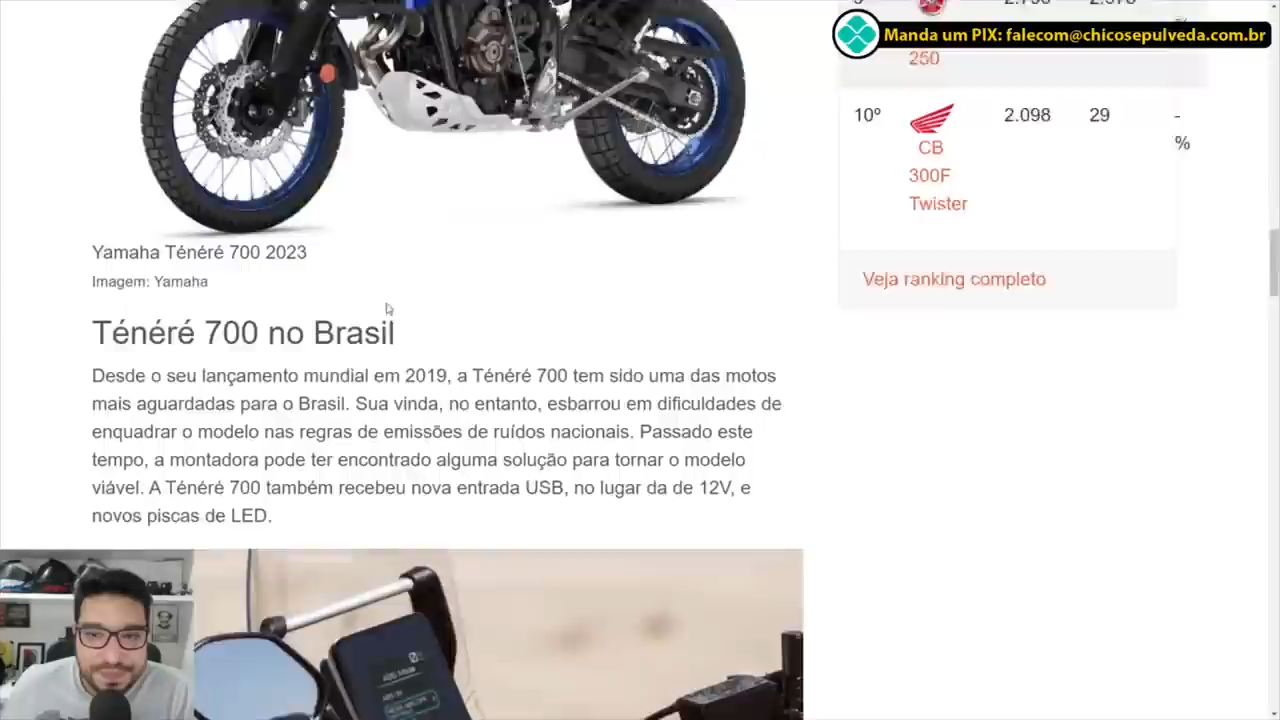 Manda um PIX: falecom@chicosepulveda.com.br
250
10º
2.098
29
-
%
CB
300F
Twister
Veja ranking completo
Yamaha Ténéré 700 2023
Imagem: Yamaha
Ténéré 700 no Brasil
Desde o seu lançamento mundial em 2019, a Ténéré 700 tem sido uma das motos
mais aguardadas para o Brasil. Sua vinda, no entanto, esbarrou em dificuldades de
enquadrar o modelo nas regras de emissões de ruídos nacionais. Passado este
tempo, a montadora pode ter encontrado alguma solução para tornar o modelo
viável. A Ténéré 700 também recebeu nova entrada USB, no lugar da de 12V, e
novos piscas de LED.